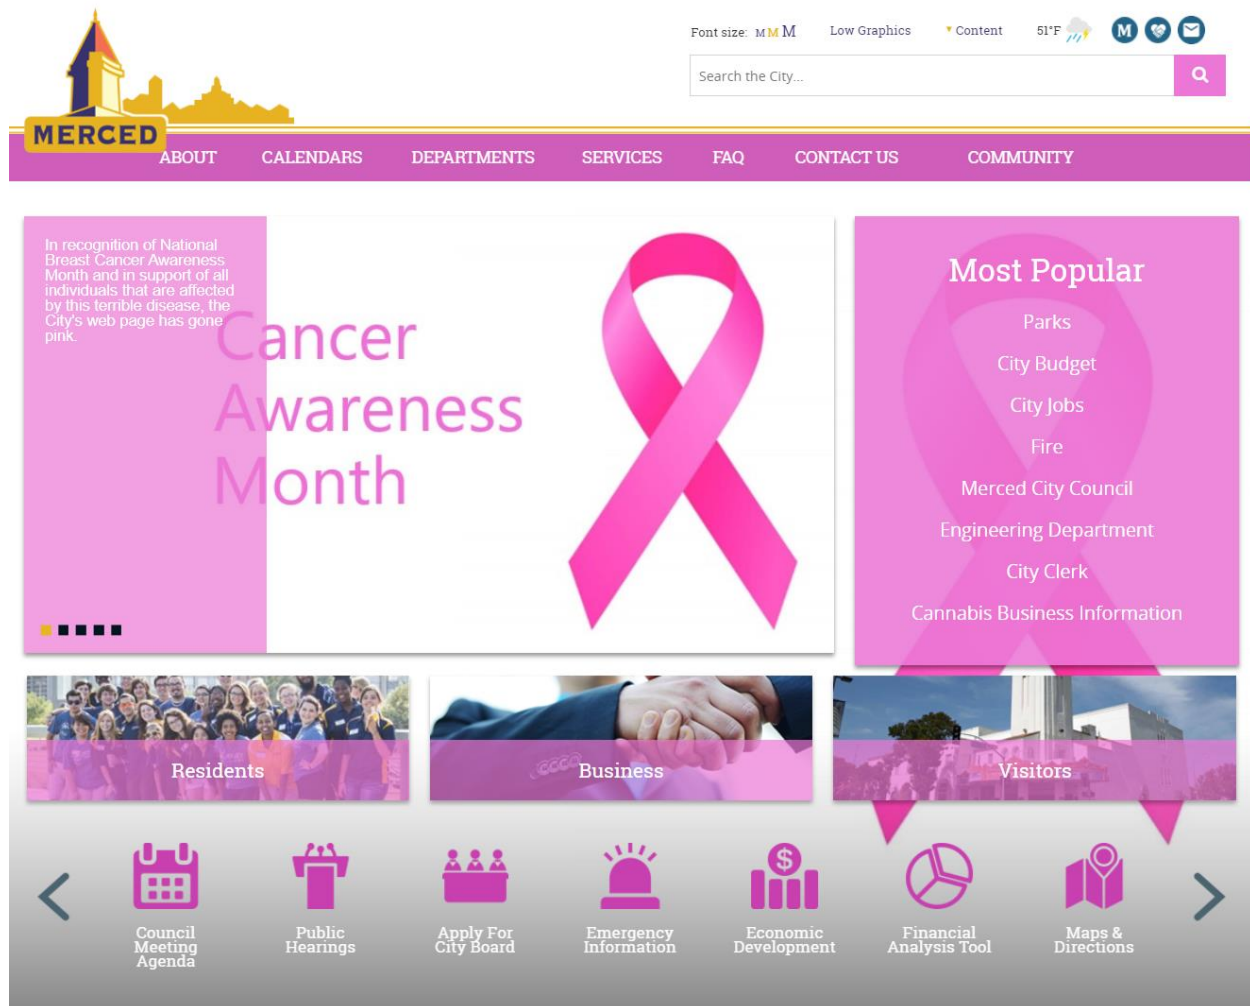 Font size: M M M Low Graphics Content 51°F M
Search the City...
MERCED
ABOUT CALENDARS DEPARTMENTS SERVICES FAQ CONTACT US COMMUNITY
In recognition of National
Breast Cancer Awareness
Month and in support of all
individuals that are affected
by this terrible disease, the
City's web page has gone
pink.
Cancer
Awareness
Month
Most Popular
Parks
City Budget
City Jobs
Fire
Merced City Council
Engineering Department
City Clerk
Cannabis Business Information
Residents
Business
Visitors
Council
Meeting
Agenda
Public
Hearings
Apply For
City Board
Emergency
Information
$
Economic
Development
Financial
Analysis Tool
Maps &
Directions